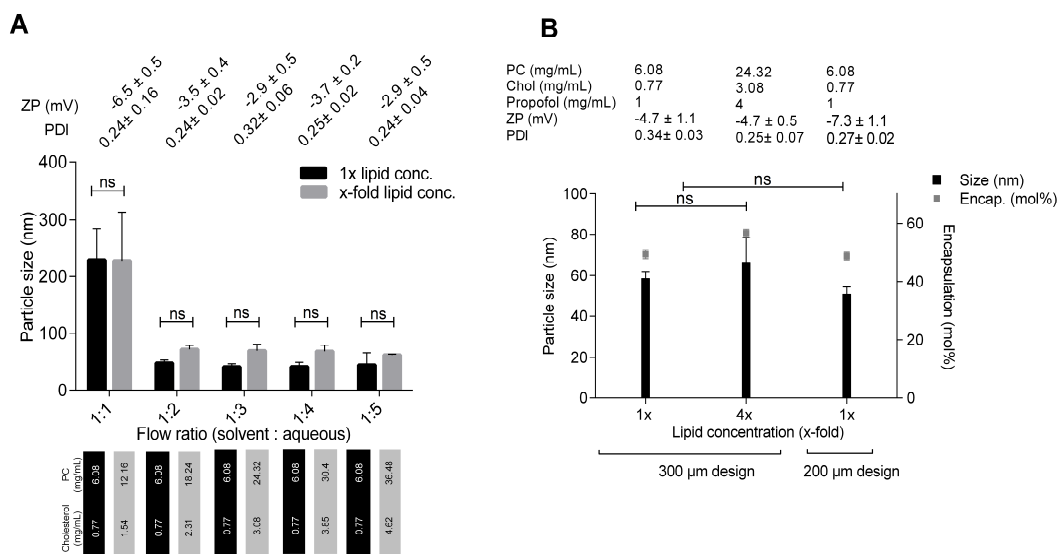 A
ZP (mV)
PDI
-6.5 ± 0.5
0.24± 0.16
-3.5 ± 0.4
0.24± 0.02
-2.9 ± 0.5
0.32± 0.06
-3.7 ± 0.2
0.25± 0.02
-2.9 ± 0.5
0.24± 0.04
1x lipid conc.
x-fold lipid conc.
Particle size (nm)
400
300
200
100
0
ns
ns
ns
ns
ns
1:1
1:2
1:3
1:4
1:5
Flow ratio (solvent : aqueous)
PC
(mg/mL)
6.08 12.16 6.08 18.24 6.08 24.32 6.08 30.4 6.08 36.48
Cholesterol
(mg/mL)
0.77 1.54 0.77 2.31 0.77 3.08 0.77 3.85 0.77 4.62
B
PC (mg/mL) 6.08 24.32 6.08
Chol (mg/mL) 0.77 3.08 0.77
Propofol (mg/mL) 1 4 1
ZP (mV) -4.7 ± 1.1 -4.7 ± 0.5 -7.3 ± 1.1
PDI 0.34± 0.03 0.25± 0.07 0.27± 0.02
Size (nm)
Encap. (mol%)
ns
ns
Particle size (nm)
100
80
60
40
20
0
Encapsulation (mol%)
60
40
20
0
1x
4x
1x
Lipid concentration (x-fold)
300 µm design
200 µm design